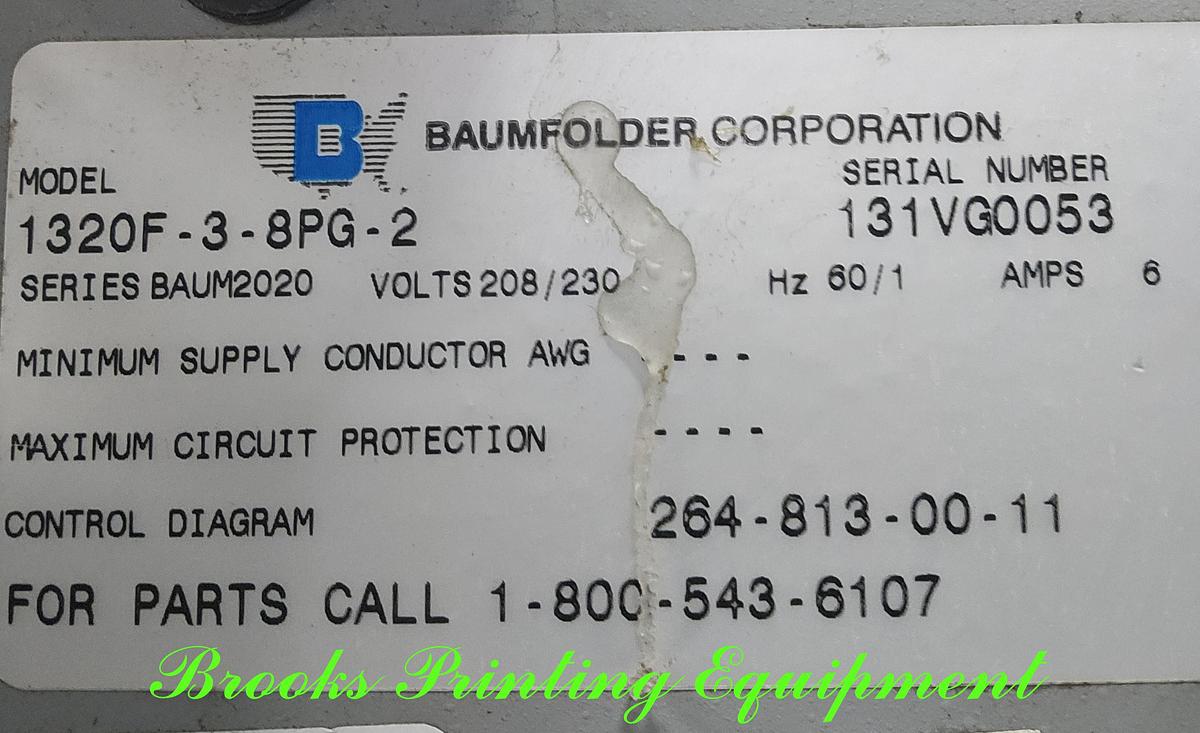 B
BAUMFOLDER CORPORATION
MODEL
SERIAL NUMBER
1320F-3-8PG-2
131VG0053
SERIES BAUM2020 VOLTS 208/230 Hz 60/1 AMPS 6
MINIMUM SUPPLY CONDUCTOR AWG ----
MAXIMUM CIRCUIT PROTECTION ----
CONTROL DIAGRAM 264-813-00-11
FOR PARTS CALL 1-800-543-6107
Brooks Printing Equipment